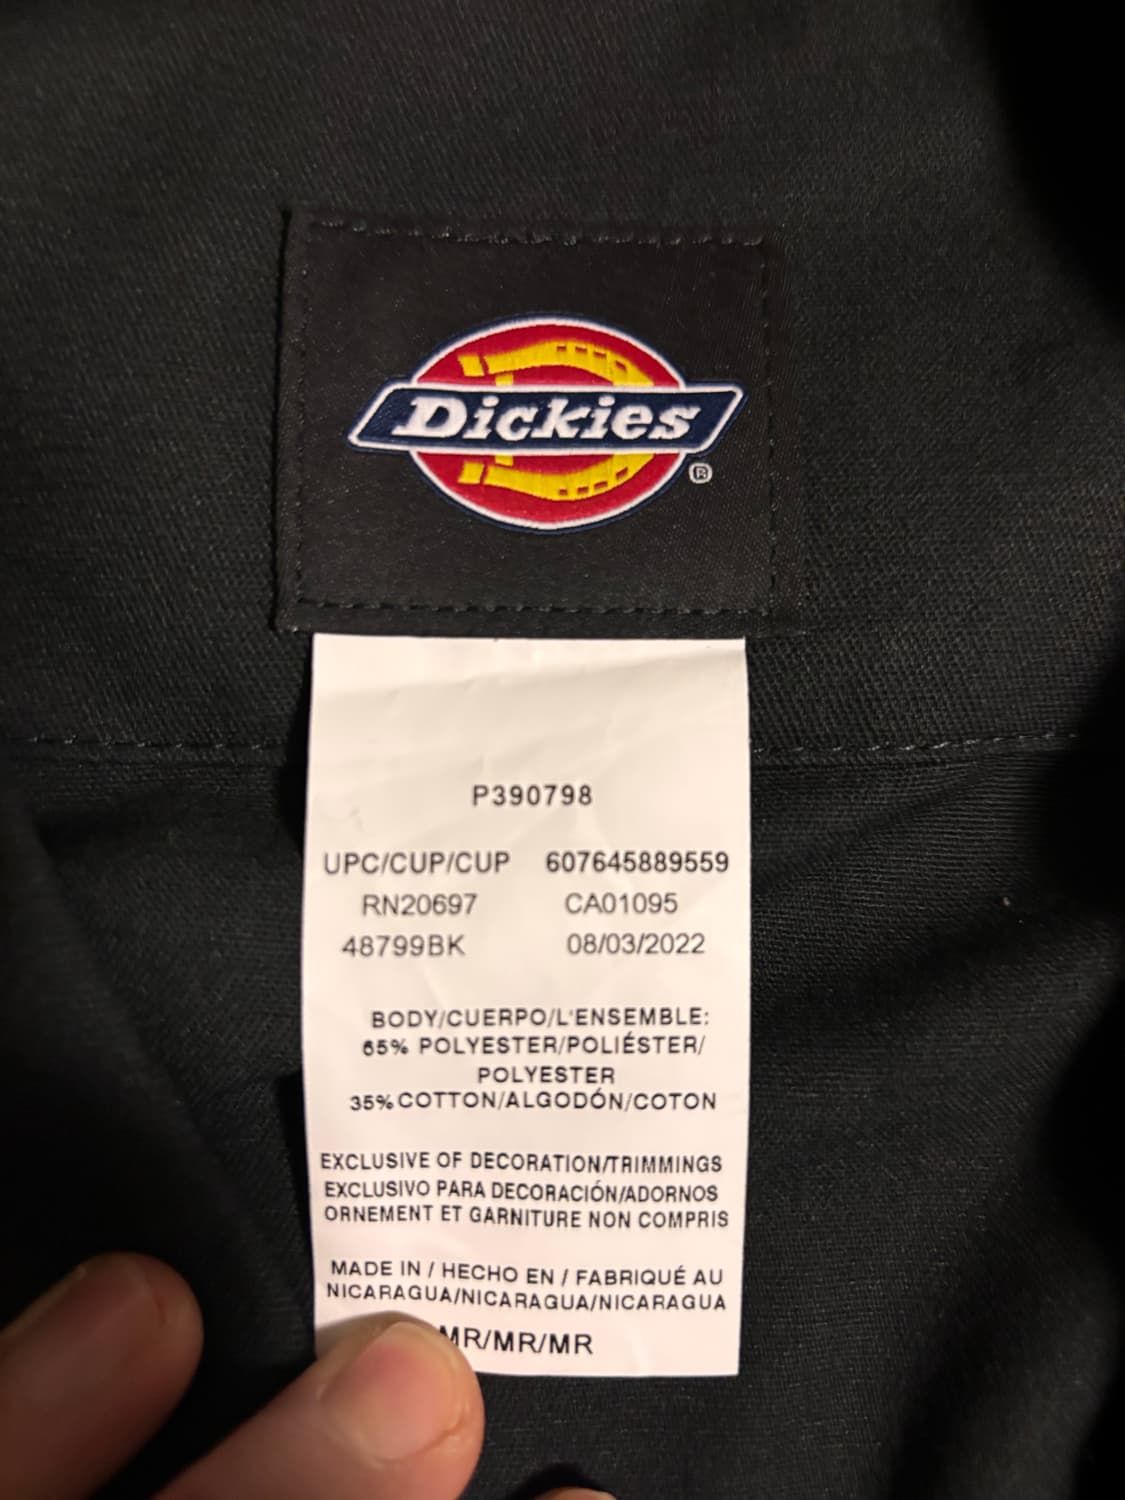 Dickies®
P390798
UPC/CUP/CUP 607645889559
RN20697 CA01095
48799BK 08/03/2022
BODY/CUERPO/L'ENSEMBLE:
65% POLYESTER/POLIÉSTER/
POLYESTER
35% COTTON/ALGODÓN/COTON
EXCLUSIVE OF DECORATION/TRIMMINGS
EXCLUSIVO PARA DECORACIÓN/ADORNOS
ORNEMENT ET GARNITURE NON COMPRIS
MADE IN / HECHO EN / FABRIQUÉ AU
NICARAGUA/NICARAGUA/NICARAGUA
MR/MR/MR